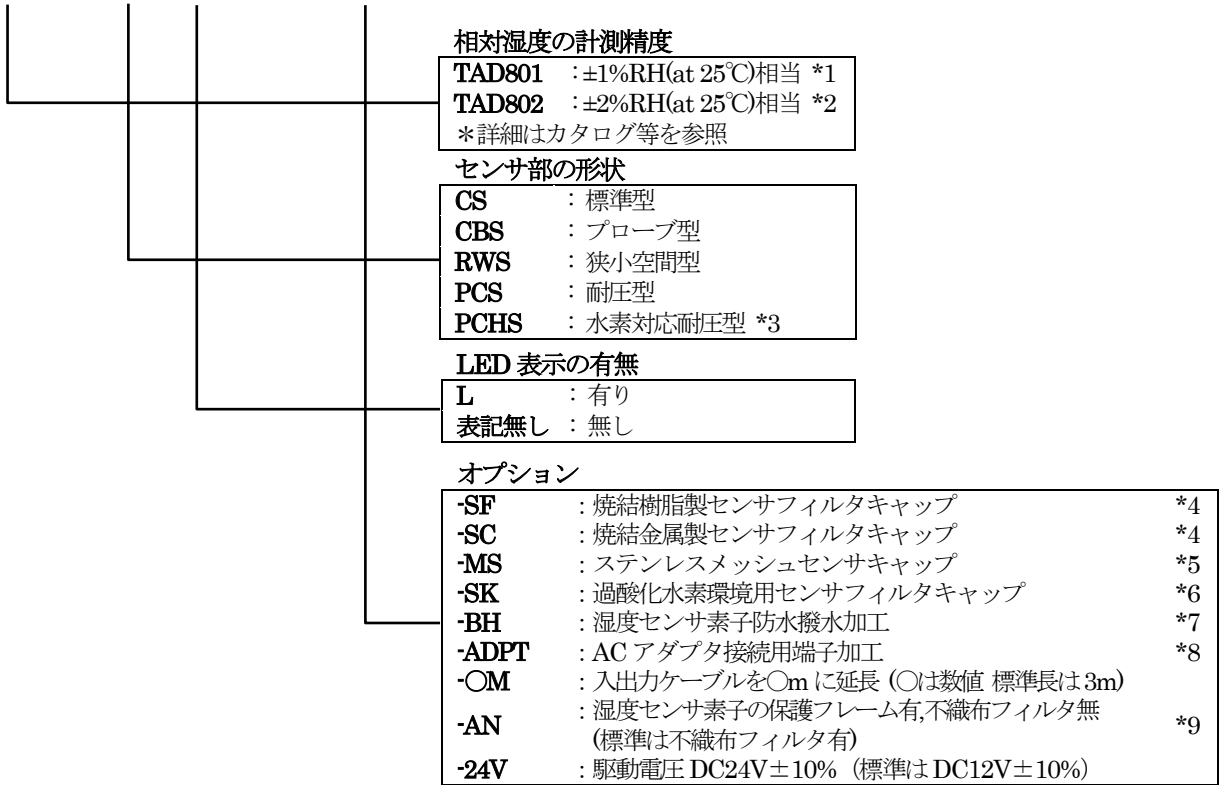 相対湿度の計測精度
TAD801 :±1%RH(at 25℃)相当 *1
TAD802 :±2%RH(at 25℃)相当 *2
＊詳細はカタログ等を参照
センサ部の形状
CS : 標準型
CBS : プローブ型
RWS : 狭小空間型
PCS : 耐圧型
PCHS : 水素対応耐圧型 *3
LED 表示の有無
L : 有り
表記無し : 無し
オプション
-SF : 焼結樹脂製センサフィルタキャップ *4
-SC : 焼結金属製センサフィルタキャップ *4
-MS : ステンレスメッシュセンサキャップ *5
-SK : 過酸化水素環境用センサフィルタキャップ *6
-BH : 湿度センサ素子防水撥水加工 *7
-ADPT : AC アダプタ接続用端子加工 *8
-○M : 入出力ケーブルを○m に延長 (○は数値 標準長は 3m)
-AN : 湿度センサ素子の保護フレーム有,不織布フィルタ無 *9
(標準は不織布フィルタ有)
-24V : 駆動電圧 DC24V±10% (標準は DC12V±10%)